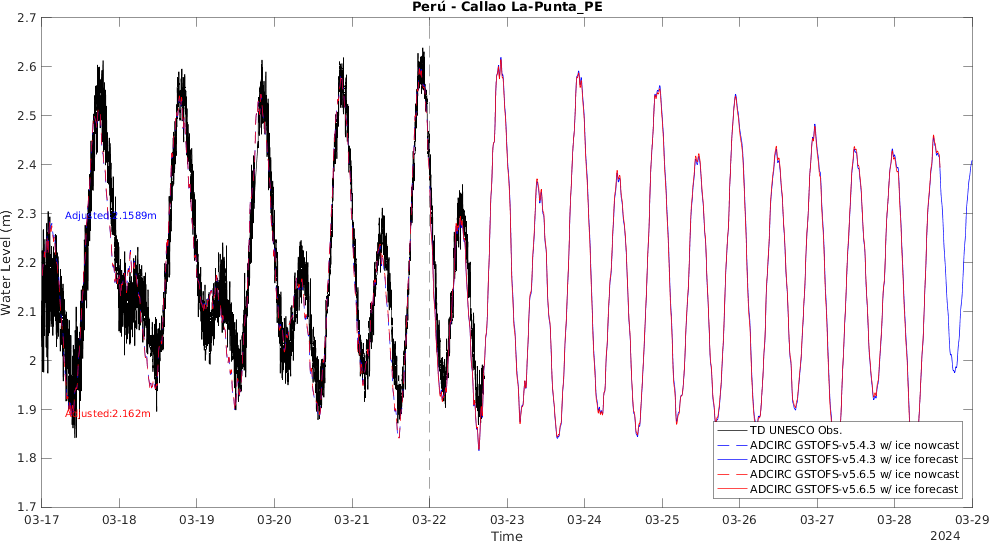 Perú - Callao La-Punta_PE
2.7
2.6
2.5
2.4
2.3
2.2
2.1
2
1.9
1.8
1.7
Water Level (m)
Adjusted:2.1589m
Adjusted:2.162m
TD UNESCO Obs.
ADCIRC GSTOFS-v5.4.3 w/ ice nowcast
ADCIRC GSTOFS-v5.4.3 w/ ice forecast
ADCIRC GSTOFS-v5.6.5 w/ ice nowcast
ADCIRC GSTOFS-v5.6.5 w/ ice forecast
03-17 03-18 03-19 03-20 03-21 03-22 03-23 03-24 03-25 03-26 03-27 03-28 03-29
Time
2024